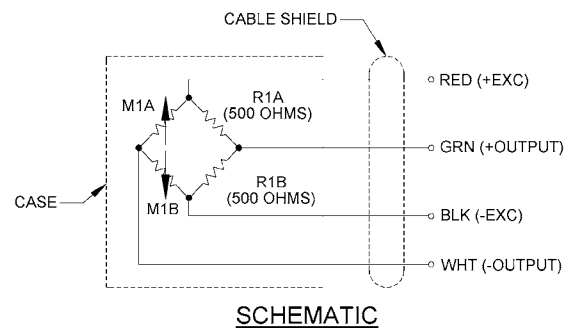 CABLE SHIELD
M1A
R1A
(500 OHMS)
RED (+EXC)
GRN (+OUTPUT)
R1B
(500 OHMS)
CASE
M1B
BLK (-EXC)
WHT (-OUTPUT)
SCHEMATIC